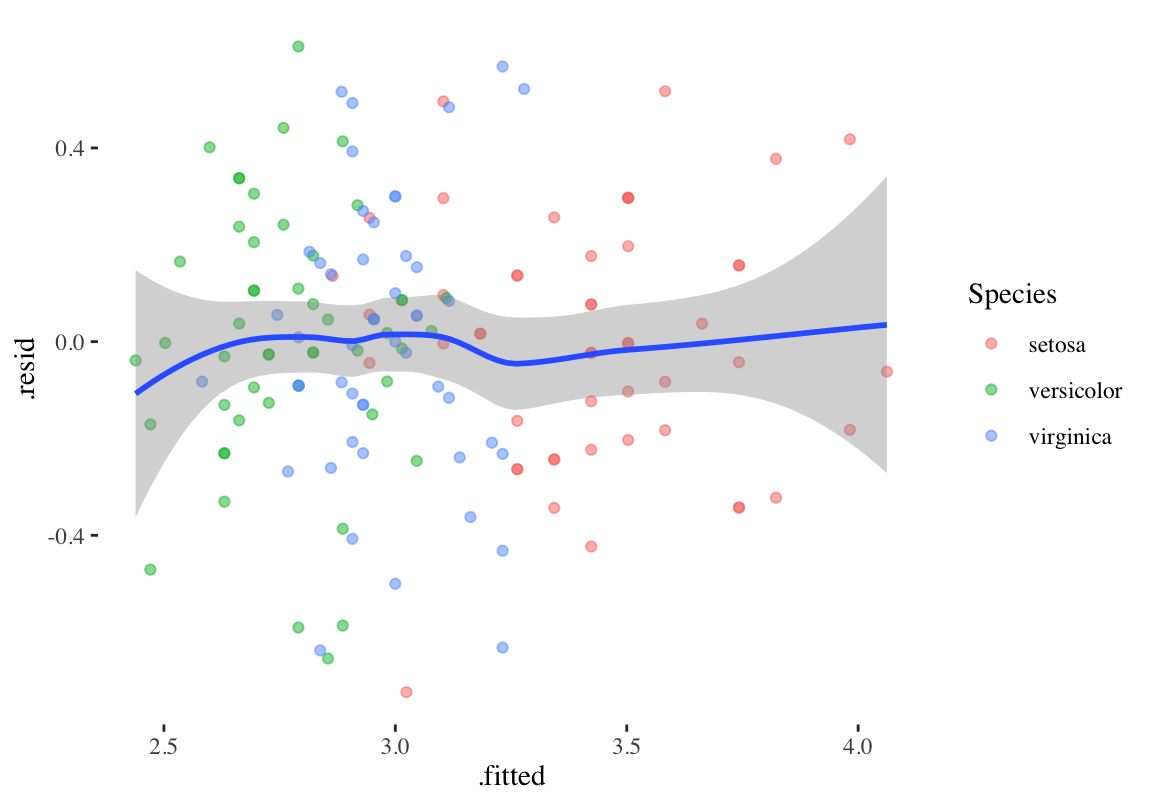 0.4
0.0
-0.4
.resid
2.5
3.0
3.5
4.0
.fitted
Species
setosa
versicolor
virginica